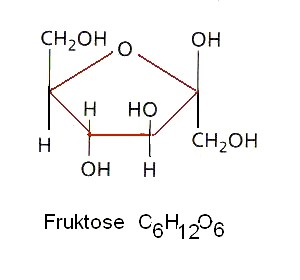 CH2OH O OH
H HO
H CH2OH
OH H
Fruktose C6H12O6